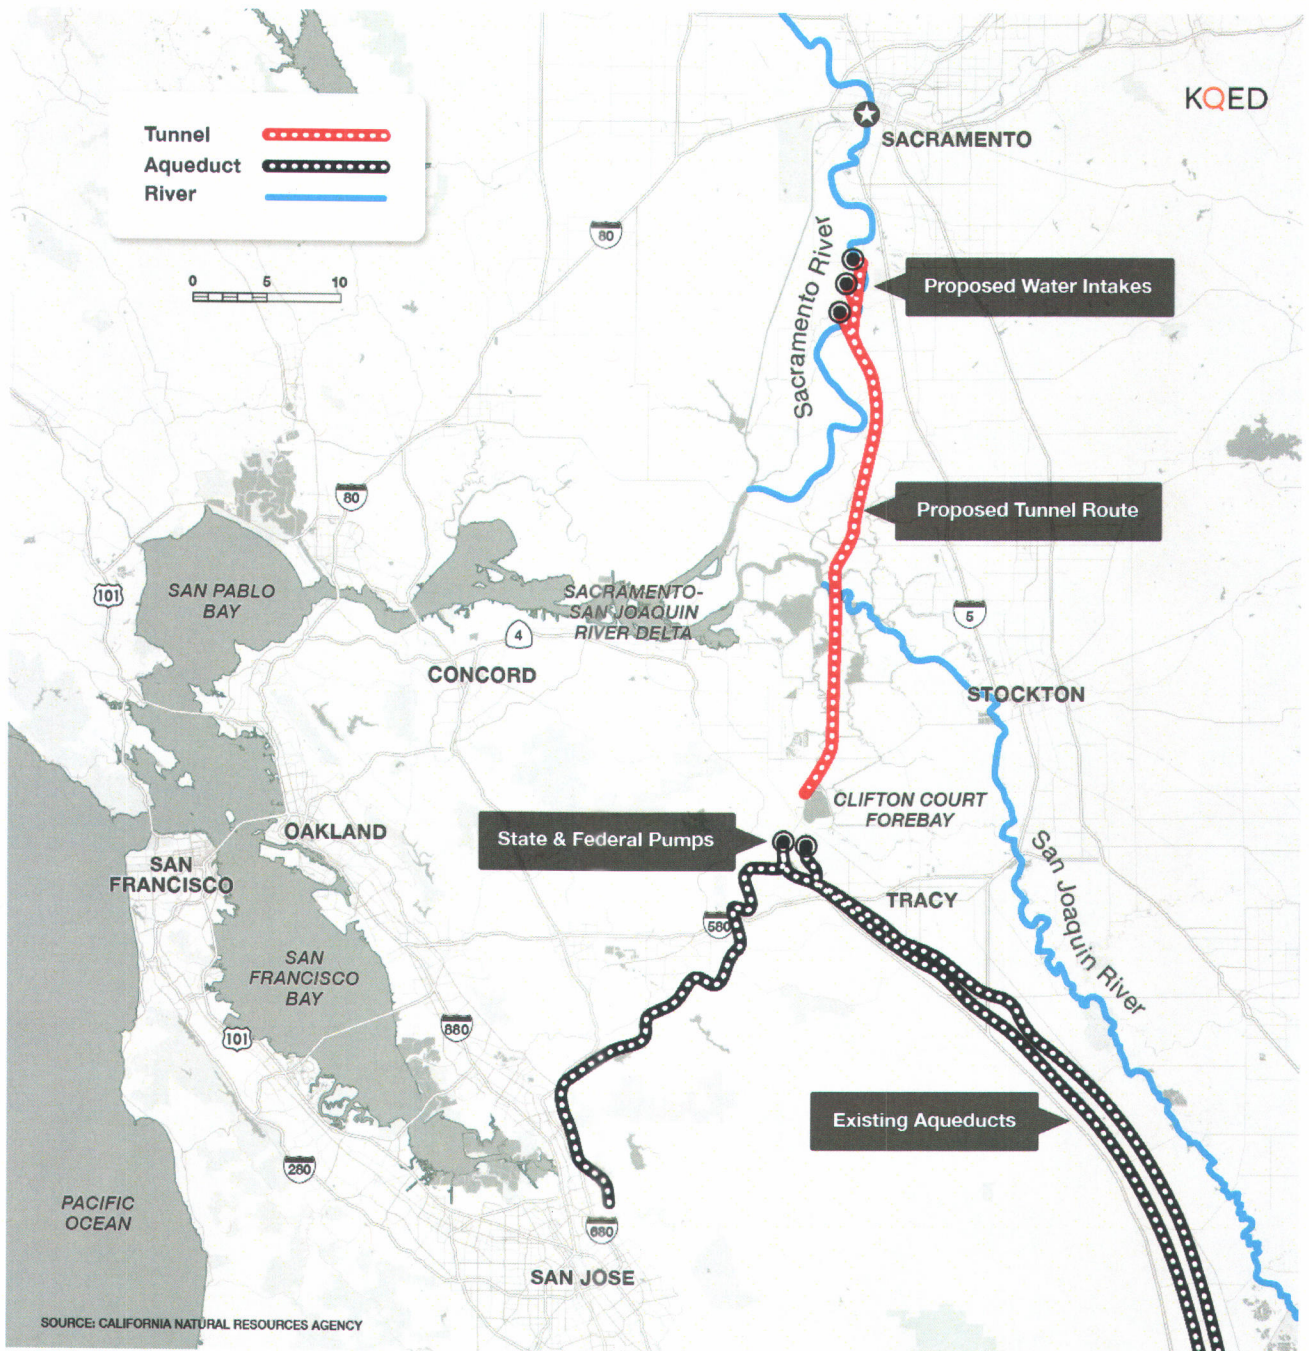 KQED
Tunnel
Aqueduct
River
0 5 10
SACRAMENTO
80
Sacramento River
Proposed Water Intakes
Proposed Tunnel Route
80
101
SAN PABLO
BAY
SACRAMENTO-
SAN JOAQUIN
RIVER DELTA
4
5
CONCORD
STOCKTON
CLIFTON COURT
FOREBAY
OAKLAND
State & Federal Pumps
SAN
FRANCISCO
San Joaquin River
TRACY
580
SAN
FRANCISCO
BAY
101
880
Existing Aqueducts
280
PACIFIC
OCEAN
680
SAN JOSE
SOURCE: CALIFORNIA NATURAL RESOURCES AGENCY